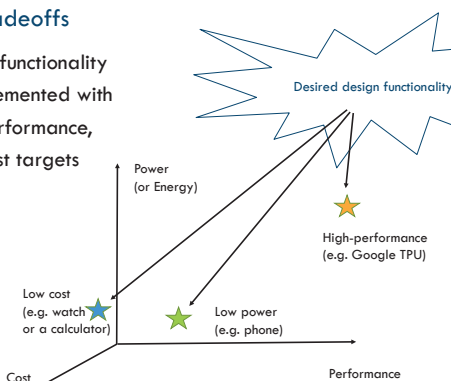 adeoffs
functionality
emented with
erformance,
st targets
Desired design functionality
Power
(or Energy)
High-performance
(e.g. Google TPU)
Low cost
(e.g. watch
or a calculator)
Low power
(e.g. phone)
Cost
Performance